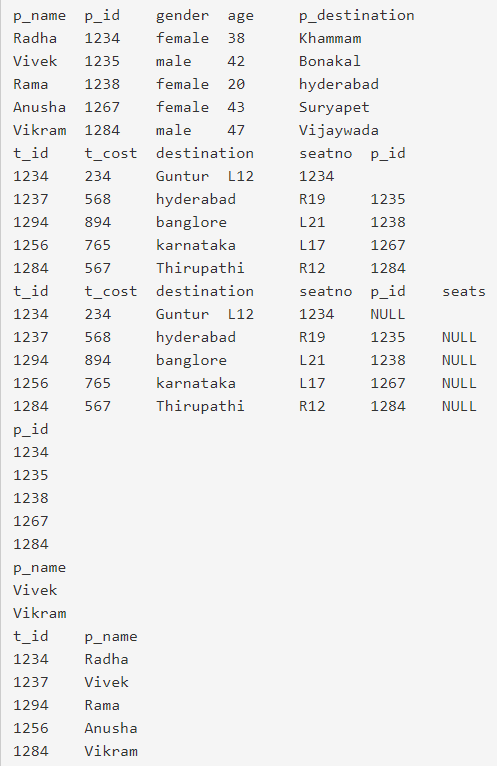 p_name p_id gender age p_destination
Radha 1234 female 38 Khammam
Vivek 1235 male 42 Bonakal
Rama 1238 female 20 hyderabad
Anusha 1267 female 43 Suryapet
Vikram 1284 male 47 Vijaywada
t_id t_cost destination seatno p_id
1234 234 Guntur L12 1234
1237 568 hyderabad R19 1235
1294 894 banglore L21 1238
1256 765 karnataka L17 1267
1284 567 Thirupathi R12 1284
t_id t_cost destination seatno p_id seats
1234 234 Guntur L12 1234 NULL
1237 568 hyderabad R19 1235 NULL
1294 894 banglore L21 1238 NULL
1256 765 karnataka L17 1267 NULL
1284 567 Thirupathi R12 1284 NULL
p_id
1234
1235
1238
1267
1284
p_name
Vivek
Vikram
t_id p_name
1234 Radha
1237 Vivek
1294 Rama
1256 Anusha
1284 Vikram